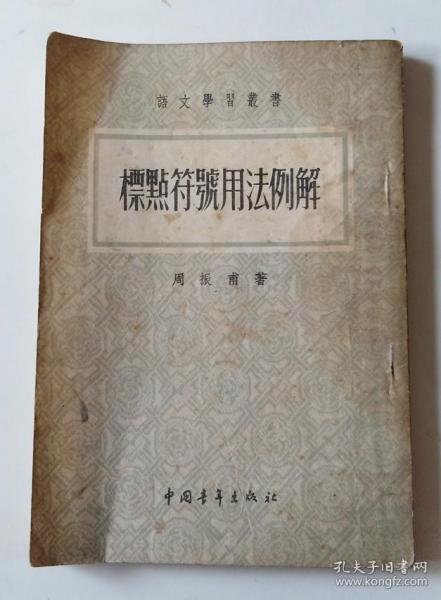 語文學習叢書
標點符號用法例解
周振甫著
中国青年出版社
孔夫子旧书网
www.kongfz.com